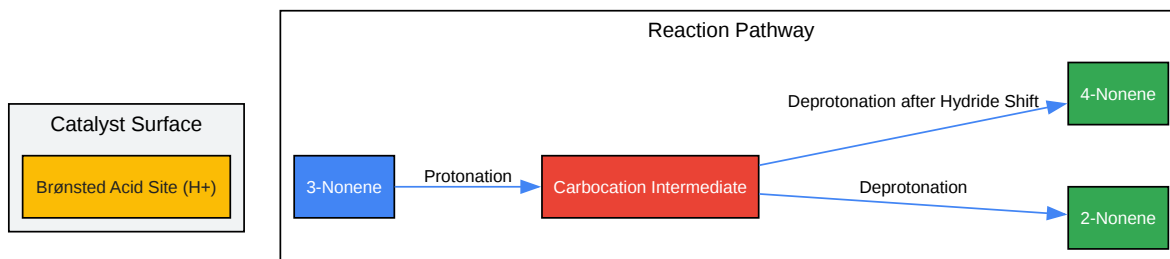 Reaction Pathway
Catalyst Surface
Brønsted Acid Site (H+)
3-Nonene
Protonation
Carbocation Intermediate
Deprotonation after Hydride Shift
4-Nonene
Deprotonation
2-Nonene